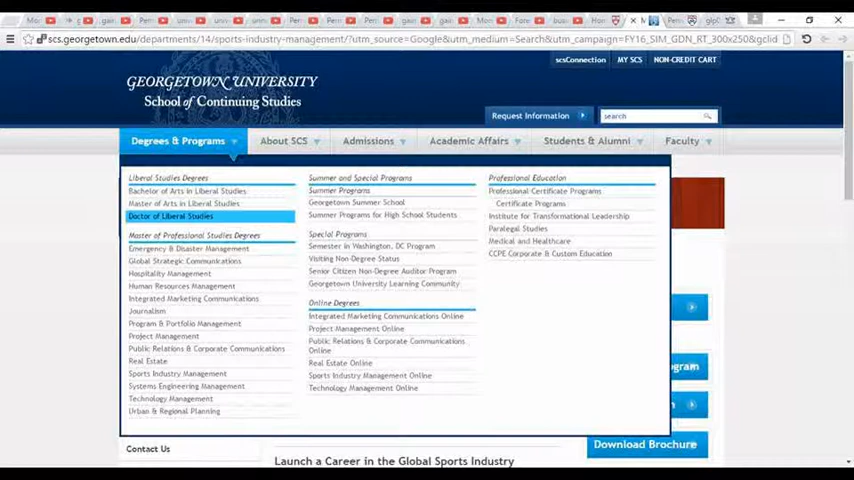 scs.georgetown.edu/departments/14/sports-industry-management/?utm_source=Google&utm_medium=Search&utm_campaign=FY16_SIM_GDN_RT_300x250&gclid
scsConnection MY SCS NON-CREDIT CART
GEORGETOWN UNIVERSITY
School of Continuing Studies
Request Information search
Degrees & Programs About SCS Admissions Academic Affairs Students & Alumni Faculty
Liberal Studies Degrees
Bachelor of Arts in Liberal Studies
Master of Arts in Liberal Studies
Doctor of Liberal Studies
Master of Professional Studies Degrees
Emergency & Disaster Management
Global Strategic Communications
Hospitality Management
Human Resources Management
Integrated Marketing Communications
Journalism
Program & Portfolio Management
Project Management
Public Relations & Corporate Communications
Real Estate
Sports Industry Management
Systems Engineering Management
Technology Management
Urban & Regional Planning
Summer and Special Programs
Summer Programs
Georgetown Summer School
Summer Programs for High School Students
Special Programs
Semester in Washington, DC Program
Visiting Non-Degree Status
Senior Citizen Non-Degree Auditor Program
Georgetown University Learning Community
Online Degrees
Integrated Marketing Communications Online
Project Management Online
Public Relations & Corporate Communications
Online
Real Estate Online
Sports Industry Management Online
Technology Management Online
Professional Education
Professional Certificate Programs
Certificate Programs
Institute for Transformational Leadership
Paralegal Studies
Medical and Healthcare
CCPE Corporate & Custom Education
Download Brochure
Contact Us
Launch a Career in the Global Sports Industry